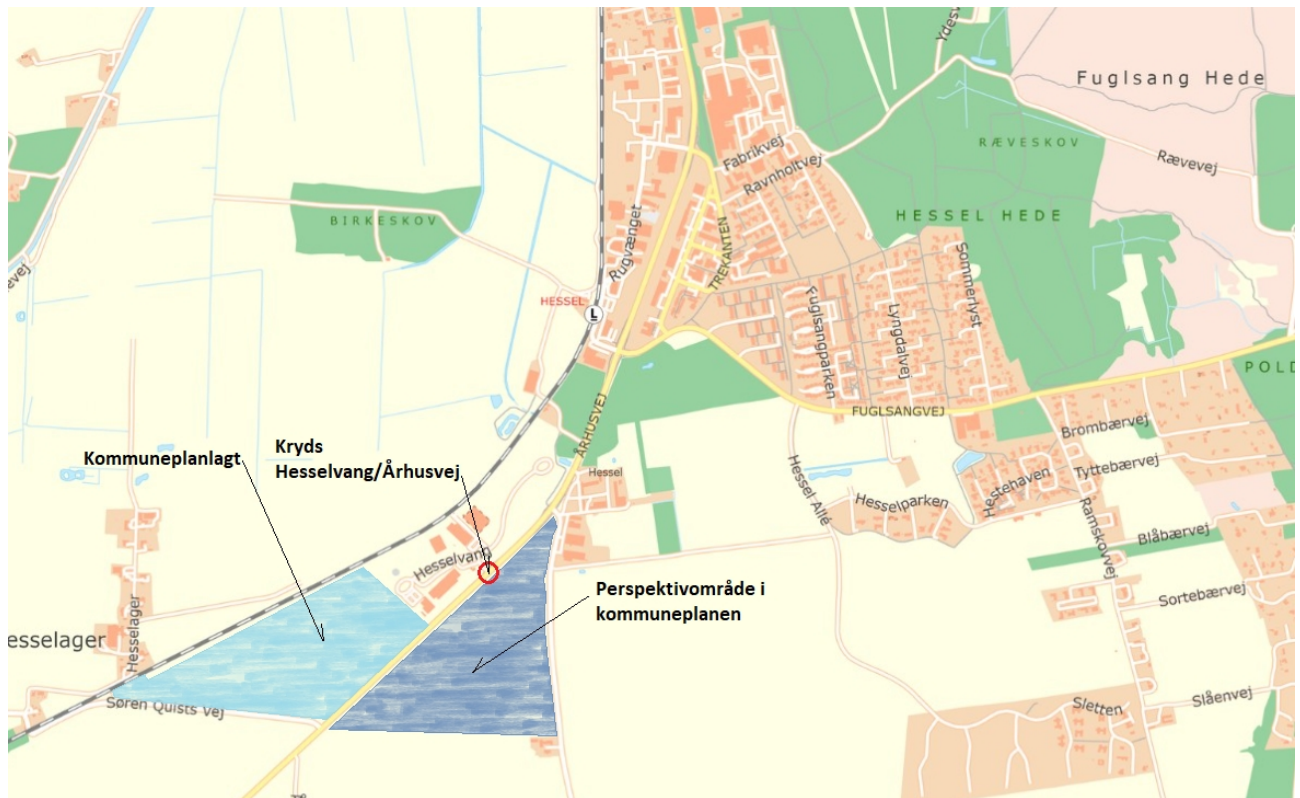 Ydesv
Fuglsang Hede
RÆVESKOV
Rævevej
Fabrikvej
Ravnholtvej
HESSEL HEDE
BIRKESKOV
Rugvænget
TREKANTEN
Sommerlyst
evej
HESSEL
L
Fuglsangparken
Lyngdalvej
POLD
FUGLSANGVEJ
Brombærvej
ÅRHUSVEJ
Kommuneplanlagt
Kryds
Hesselvang/Århusvej
Hessel
Hessel Allé
Hesselparken
Hestehaven
Tyttebærvej
Ramskovvej
Blåbærvej
Hesselvang
Perspektivområde i
kommuneplanen
Sortebærvej
esselager
Hesselager
Søren Quists Vej
Sletten
Slåenvej